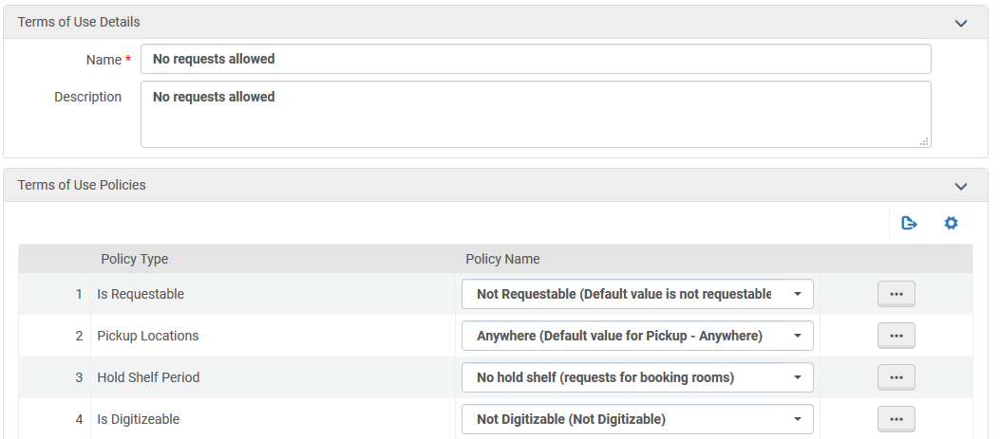 Terms of Use Details
Name * No requests allowed
Description No requests allowed
Terms of Use Policies
Policy Type Policy Name
1 Is Requestable Not Requestable (Default value is not requestable
2 Pickup Locations Anywhere (Default value for Pickup - Anywhere)
3 Hold Shelf Period No hold shelf (requests for booking rooms)
4 Is Digitizeable Not Digitizable (Not Digitizable)